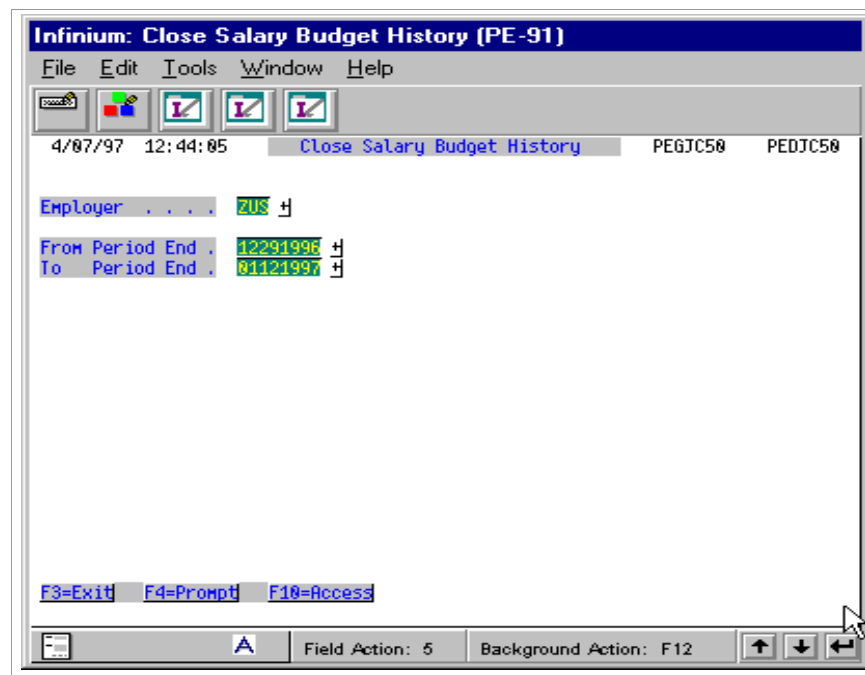 Infinium: Close Salary Budget History (PE-91)
File Edit Tools Window Help
4/07/97 12:44:05 Close Salary Budget History PEGJC50 PEDJC50
Employer . . . . ZUS +
From Period End . 12291996 +
To Period End . 01121997 +
F3=Exit F4=Prompt F10=Access
A Field Action: 5 Background Action: F12